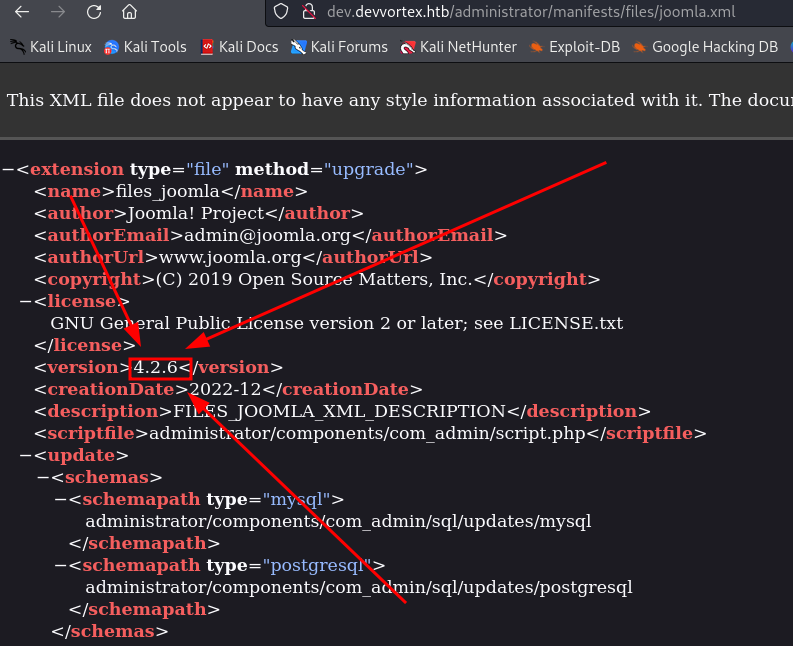 dev.devvortex.htb/administrator/manifests/files/joomla.xml
Kali Linux Kali Tools Kali Docs Kali Forums Kali NetHunter Exploit-DB Google Hacking DB
This XML file does not appear to have any style information associated with it. The
−<extension type="file" method="upgrade">
<name>files_joomla</name>
<author>Joomla! Project</author>
<authorEmail>admin@joomla.org</authorEmail>
<authorUrl>www.joomla.org</authorUrl>
<copyright>(C) 2019 Open Source Matters, Inc.</copyright>
−<license>
GNU General Public License version 2 or later; see LICENSE.txt
</license>
<version>4.2.6</version>
<creationDate>2022-12</creationDate>
<description>FILES_JOOMLA_XML_DESCRIPTION</description>
<scriptfile>administrator/components/com_admin/script.php</scriptfile>
−<update>
−<schemas>
−<schemapath type="mysql">
administrator/components/com_admin/sql/updates/mysql
</schemapath>
−<schemapath type="postgresql">
administrator/components/com_admin/sql/updates/postgresql
</schemapath>
</schemas>